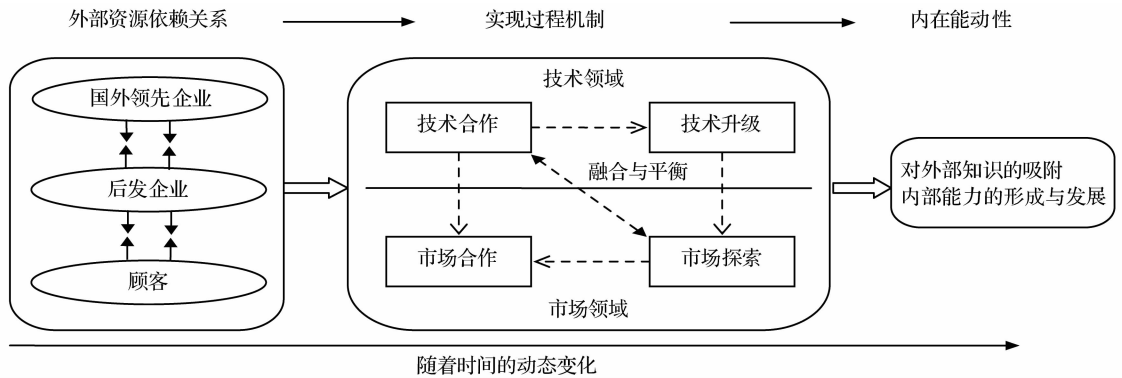 外部资源依赖关系
实现过程机制
内在能动性
国外领先企业
后发企业
顾客
技术领域
技术合作
技术升级
融合与平衡
市场合作
市场探索
市场领域
对外部知识的吸附
内部能力的形成与发展
随着时间的动态变化